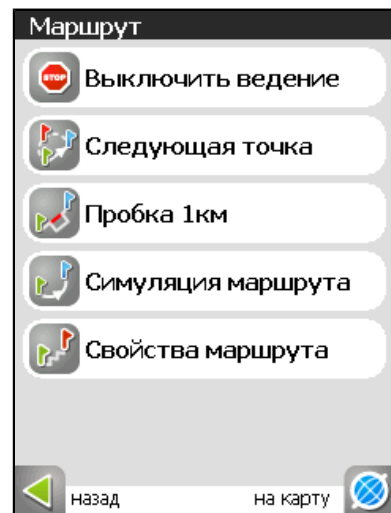 Маршрут
STOP
Выключить ведение
Следующая точка
Пробка 1км
Симуляция маршрута
Свойства маршрута
назад
на карту